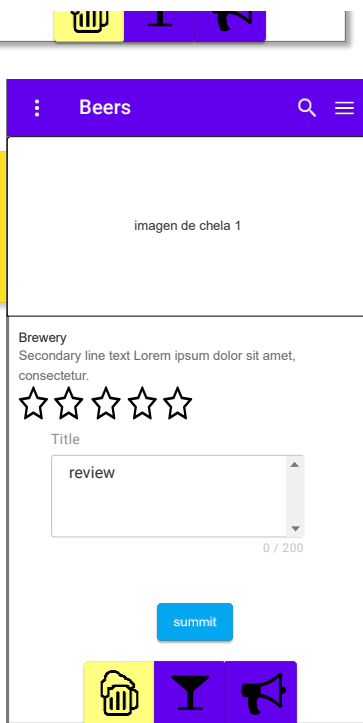 Beers
imagen de chela 1
Brewery
Secondary line text Lorem ipsum dolor sit amet,
consectetur.
Title
review
0 / 200
summit